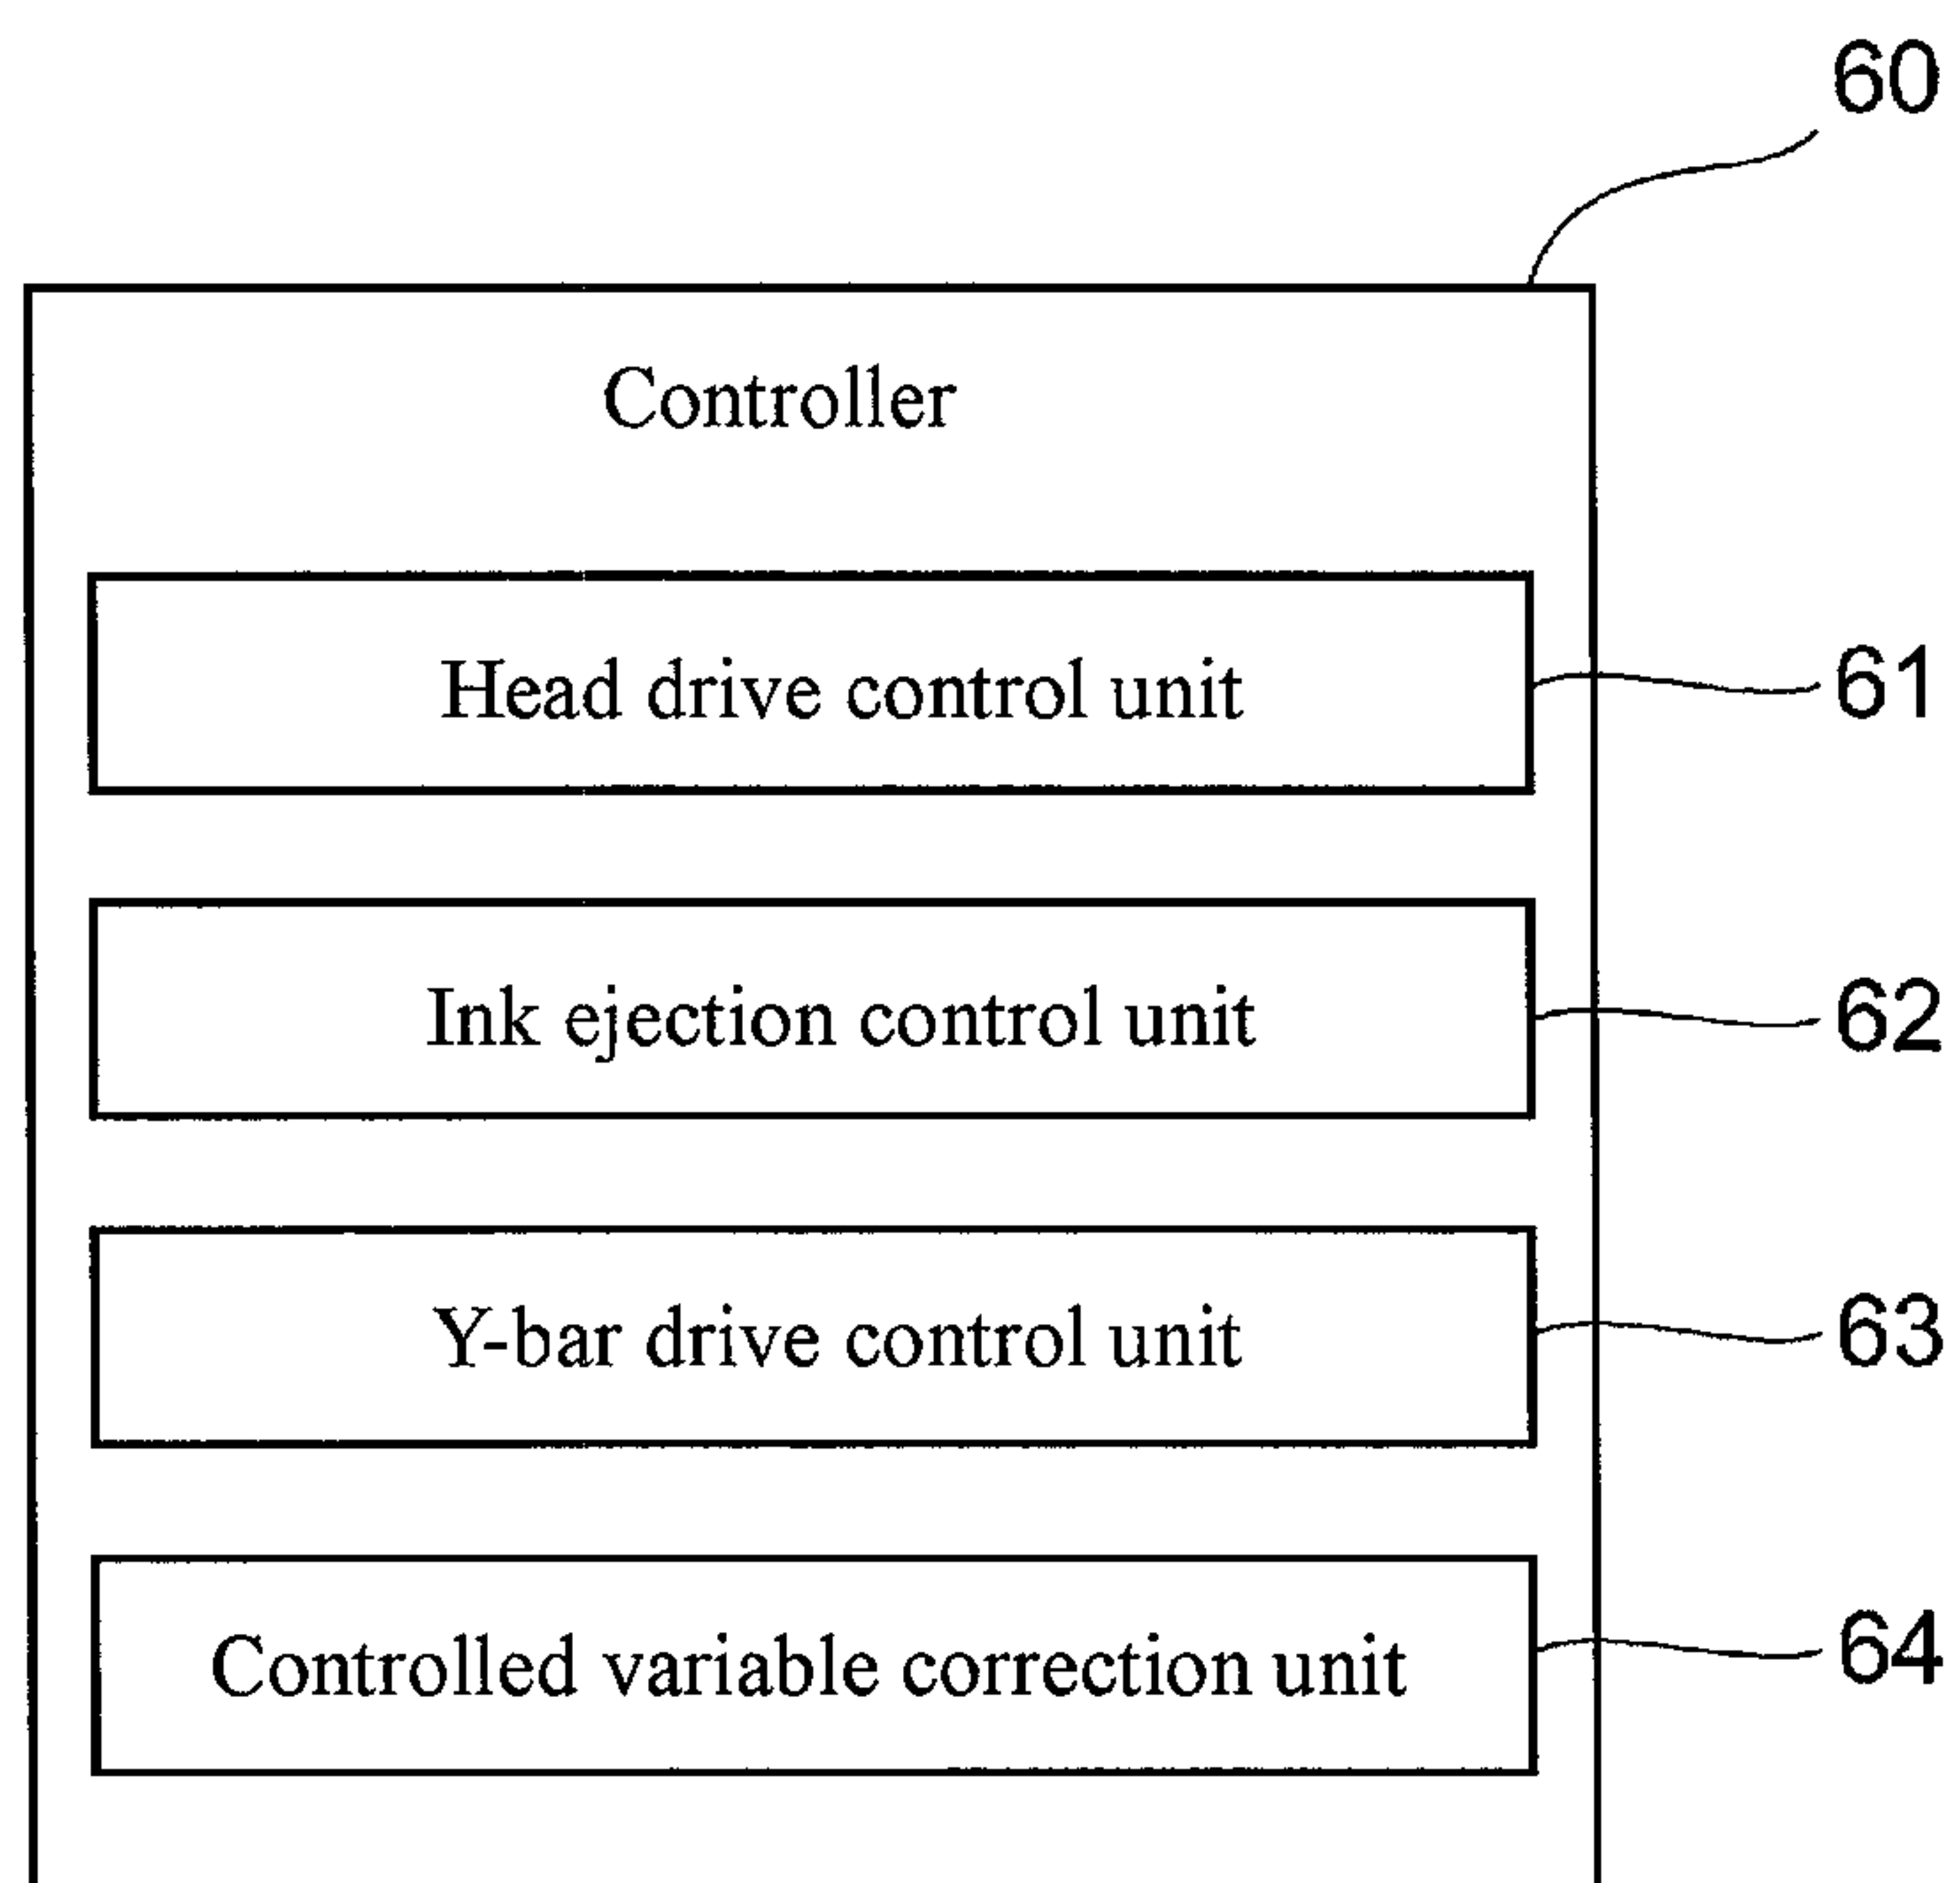 60
Controller
Head drive control unit
61
Ink ejection control unit
62
Y-bar drive control unit
63
Controlled variable correction unit
64